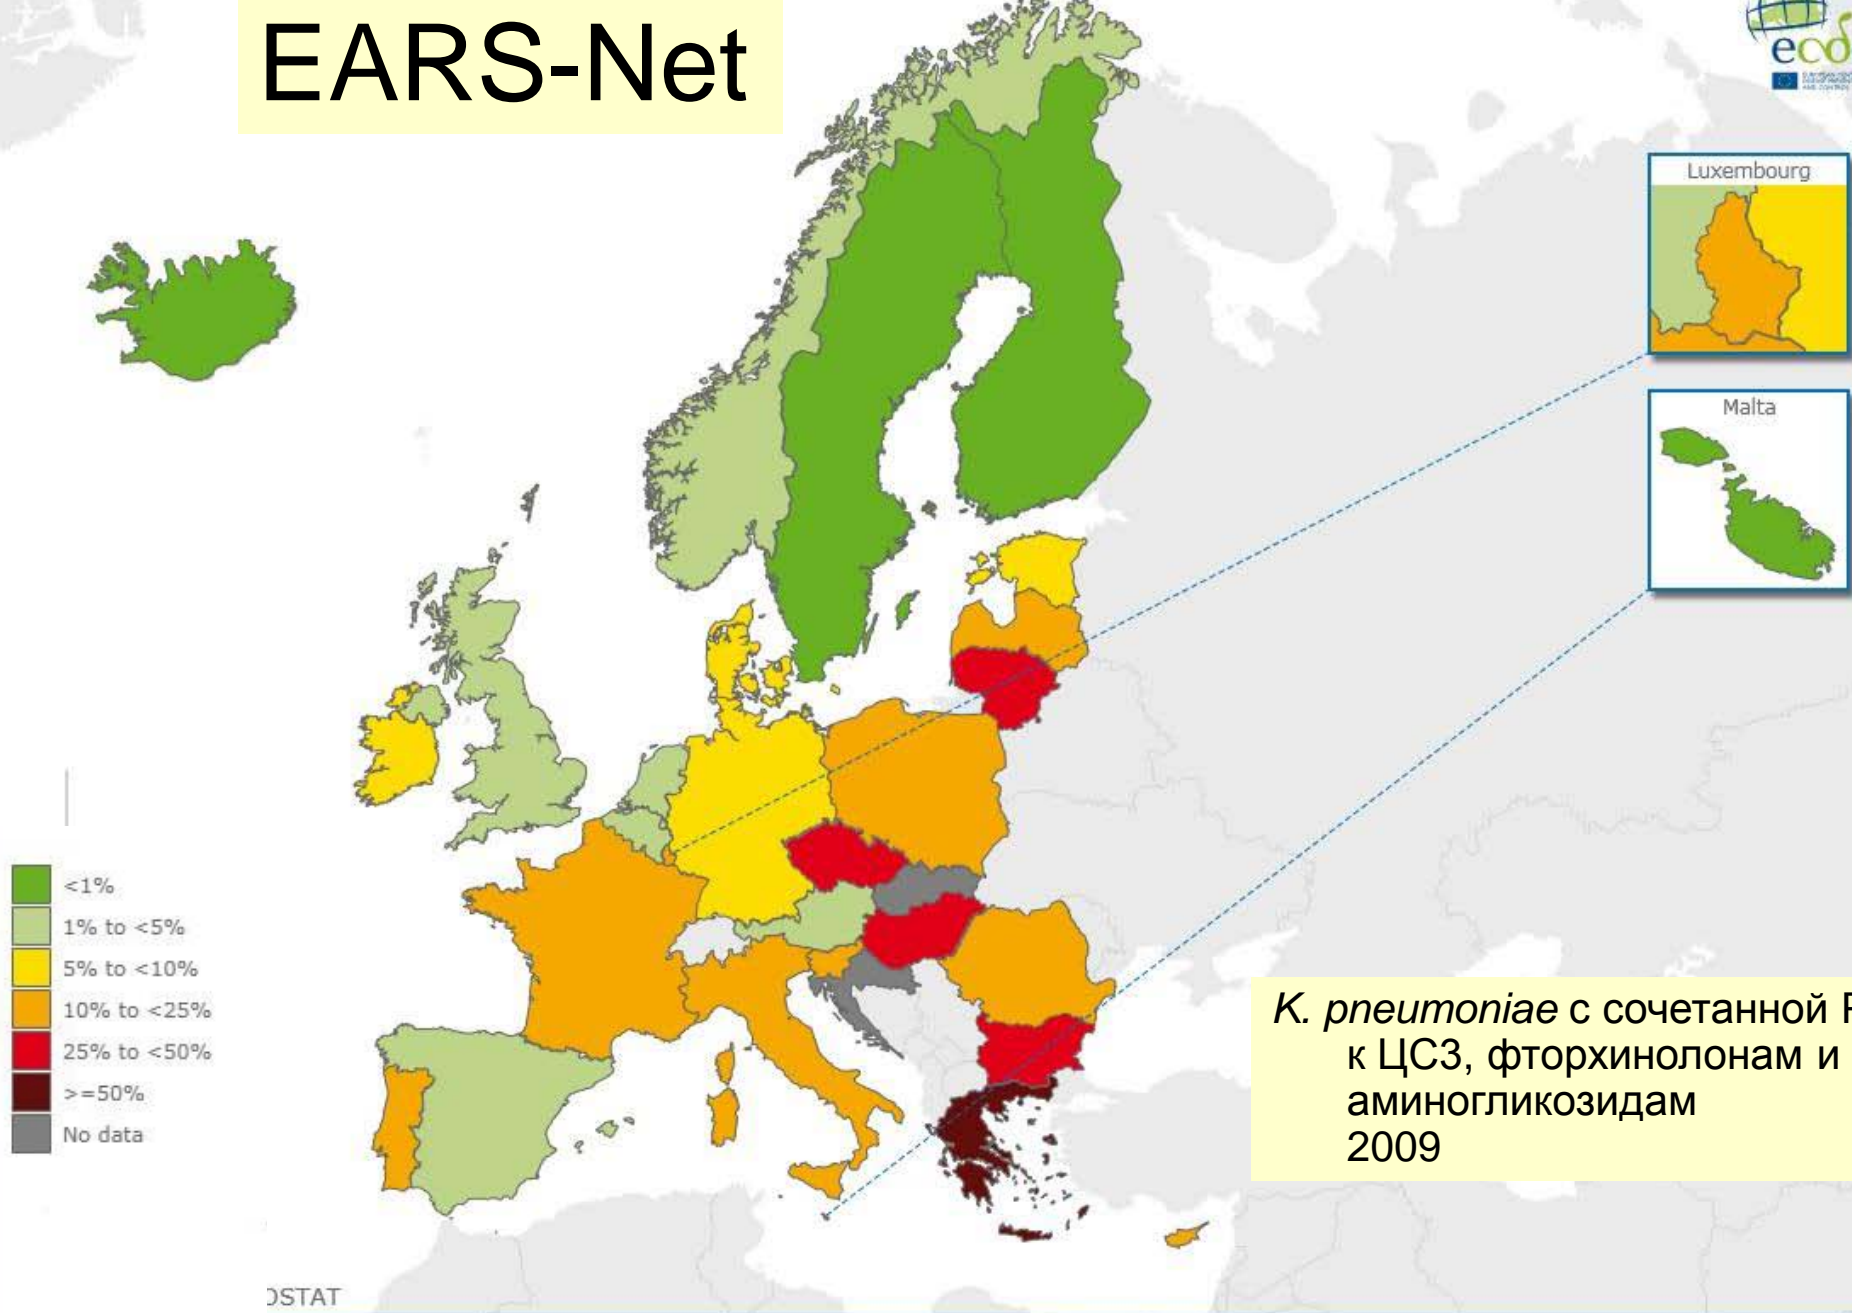 EARS-Net
Luxembourg
Malta
<1%
1% to <5%
5% to <10%
10% to <25%
25% to <50%
>=50%
No data
K. pneumoniae с сочетанной
к ЦС3, фторхинолонам и
аминогликозидам
2009